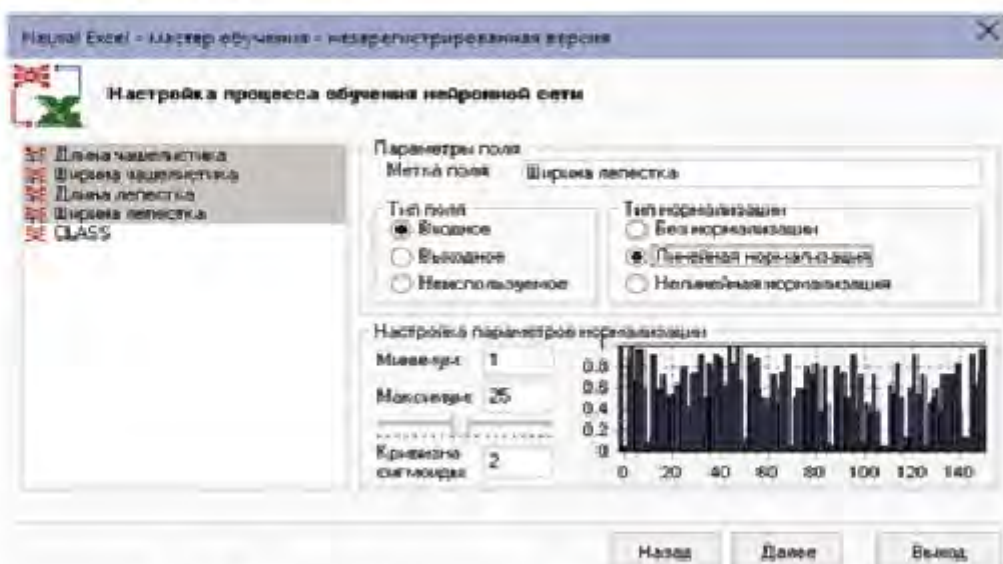 Neural Excel - мастер обучения - незарегистрированная версия
Настройка процесса обучения нейронной сети
Длина чашелистика
Ширина чашелистика
Длина лепестка
Ширина лепестка
CLASS
Параметры поля
Метка поля Ширина лепестка
Тип поля
Входное
Выходное
Неиспользуемое
Тип нормализации
Без нормализации
Линейная нормализация
Нелинейная нормализация
Настройка параметров нормализации
Минимум 1
Максимум 25
Кривизна
сигмоиды 2
1
0.8
0.6
0.4
0.2
0
0 20 40 60 80 100 120 140
Назад Далее Выход